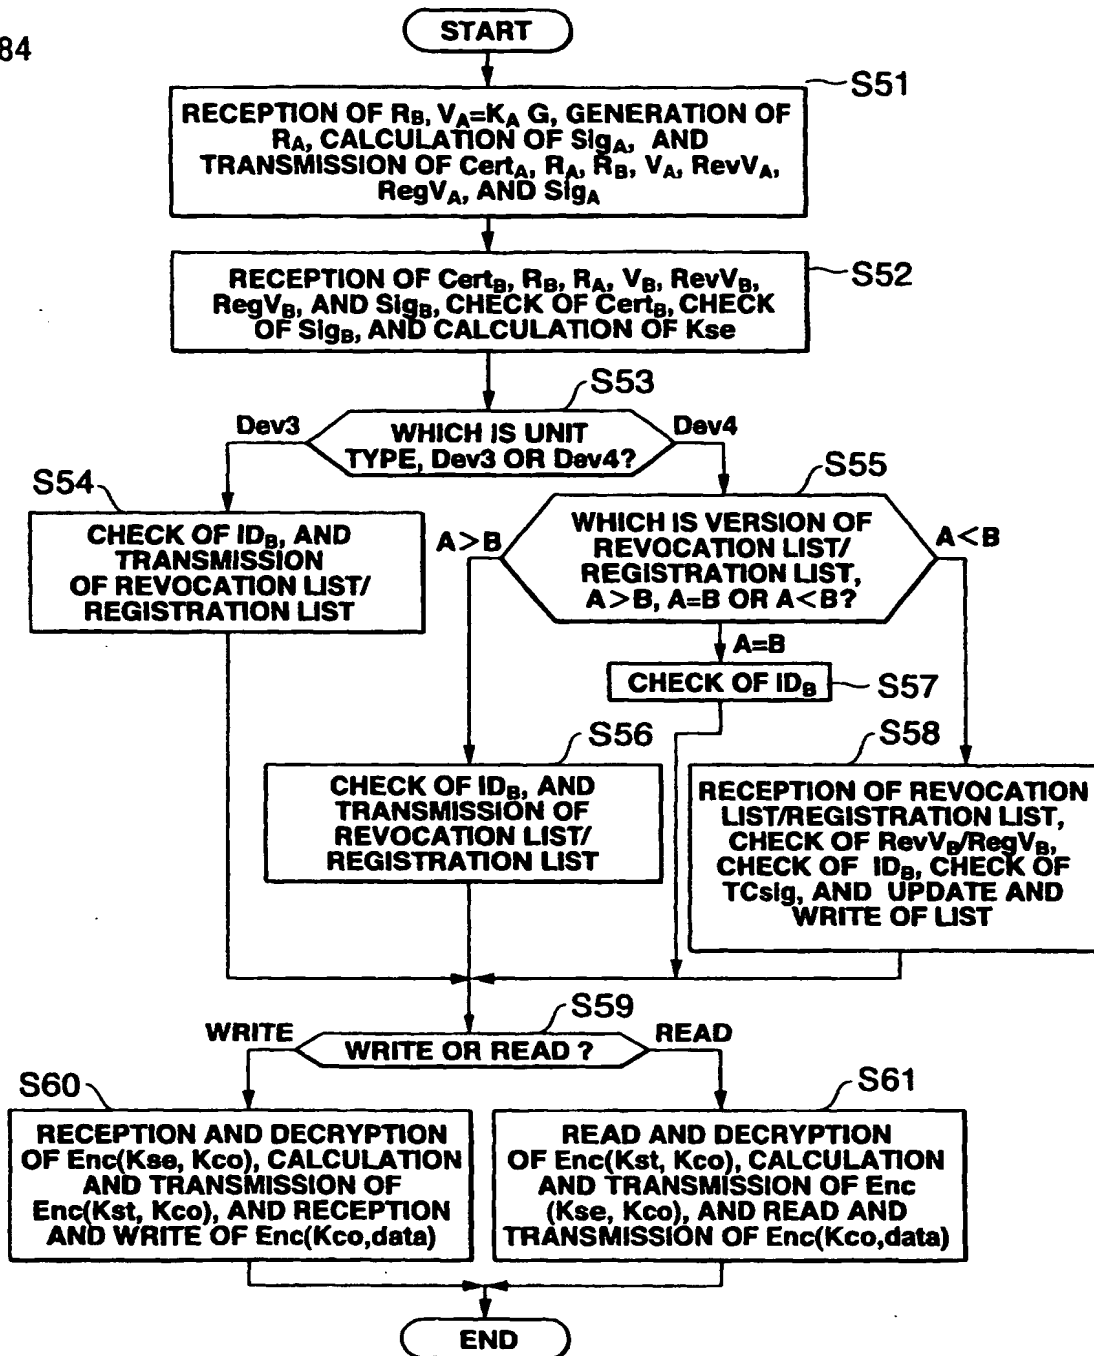 84
START
S51
RECEPTION OF RB, VA=KA G, GENERATION OF
RA, CALCULATION OF SigA, AND
TRANSMISSION OF CertA, RA, RB, VA, RevVA,
RegVA, AND SigA
S52
RECEPTION OF CertB, RB, RA, VB, RevVB,
RegVB, AND SigB, CHECK OF CertB, CHECK
OF SigB, AND CALCULATION OF Kse
S53
Dev3
WHICH IS UNIT
TYPE, Dev3 OR Dev4?
Dev4
S54
CHECK OF IDB, AND
TRANSMISSION
OF REVOCATION LIST/
REGISTRATION LIST
S55
A>B
WHICH IS VERSION OF
REVOCATION LIST/
REGISTRATION LIST,
A>B, A=B OR A<B?
A<B
A=B
CHECK OF IDB
S57
S56
CHECK OF IDB, AND
TRANSMISSION OF
REVOCATION LIST/
REGISTRATION LIST
S58
RECEPTION OF REVOCATION
LIST/REGISTRATION LIST,
CHECK OF RevVB/RegVB,
CHECK OF IDB, CHECK OF
TCsig, AND UPDATE AND
WRITE OF LIST
S59
WRITE
WRITE OR READ ?
READ
S60
RECEPTION AND DECRYPTION
OF Enc(Kse, Kco), CALCULATION
AND TRANSMISSION OF
Enc(Kst, Kco), AND RECEPTION
AND WRITE OF Enc(Kco,data)
S61
READ AND DECRYPTION
OF Enc(Kst, Kco), CALCULATION
AND TRANSMISSION OF Enc
(Kse, Kco), AND READ AND
TRANSMISSION OF Enc(Kco,data)
END